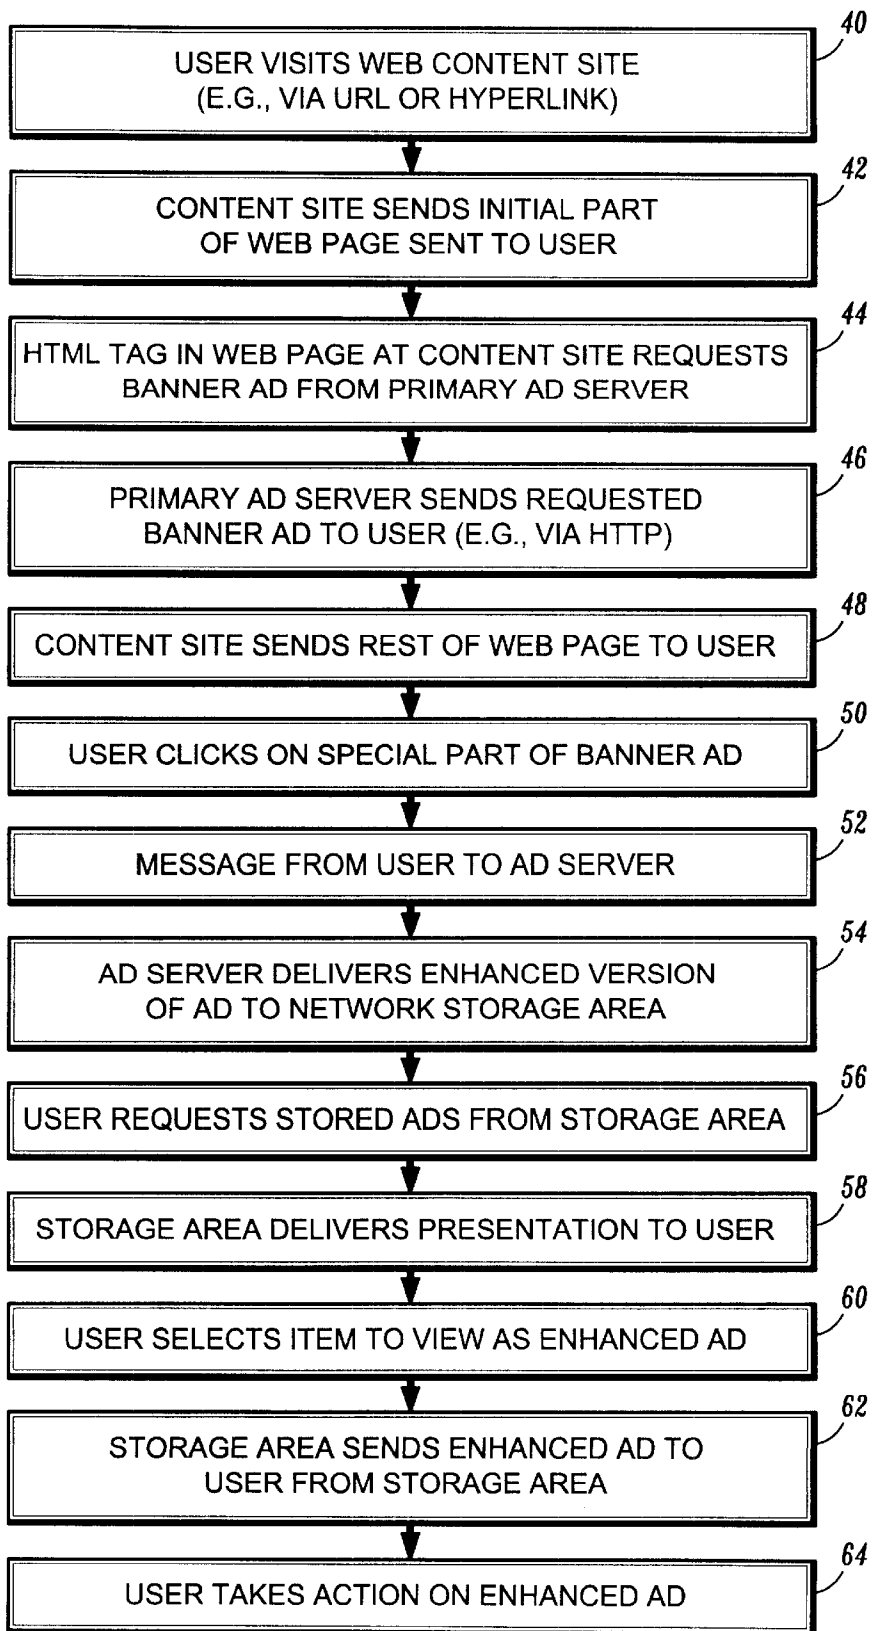 40
USER VISITS WEB CONTENT SITE
(E.G., VIA URL OR HYPERLINK)
42
CONTENT SITE SENDS INITIAL PART
OF WEB PAGE SENT TO USER
44
HTML TAG IN WEB PAGE AT CONTENT SITE REQUESTS
BANNER AD FROM PRIMARY AD SERVER
46
PRIMARY AD SERVER SENDS REQUESTED
BANNER AD TO USER (E.G., VIA HTTP)
48
CONTENT SITE SENDS REST OF WEB PAGE TO USER
50
USER CLICKS ON SPECIAL PART OF BANNER AD
52
MESSAGE FROM USER TO AD SERVER
54
AD SERVER DELIVERS ENHANCED VERSION
OF AD TO NETWORK STORAGE AREA
56
USER REQUESTS STORED ADS FROM STORAGE AREA
58
STORAGE AREA DELIVERS PRESENTATION TO USER
60
USER SELECTS ITEM TO VIEW AS ENHANCED AD
62
STORAGE AREA SENDS ENHANCED AD TO
USER FROM STORAGE AREA
64
USER TAKES ACTION ON ENHANCED AD